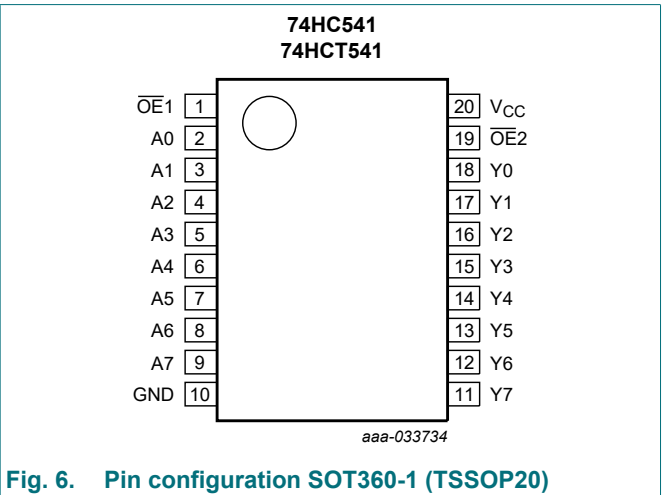 74HC541
74HCT541
O̅E̅1 1 20 VCC
A0 2 19 O̅E̅2
A1 3 18 Y0
A2 4 17 Y1
A3 5 16 Y2
A4 6 15 Y3
A5 7 14 Y4
A6 8 13 Y5
A7 9 12 Y6
GND 10 11 Y7
aaa-033734
Fig. 6. Pin configuration SOT360-1 (TSSOP20)